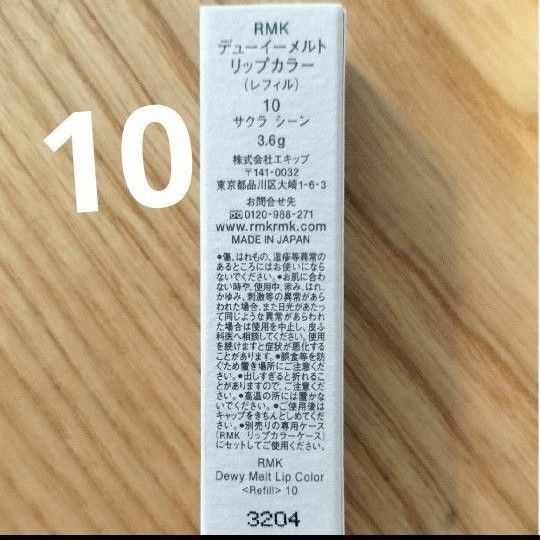 10
RMK
デューイーメルト
リップカラー
(レフィル)
10
サクラ シーン
3.6g
株式会社エキップ
〒141-0032
東京都品川区大崎1-6-3
お問合せ先
0120-988-271
www.rmkrmk.com
MADE IN JAPAN
•傷、はれもの、湿疹等異常の
あるところにはお使いになら
ないでください。•お肌に合わ
ない時や、使用中、赤み、はれ、
かゆみ、刺激等の異常があら
われた場合、また日光があたっ
て同じような異常があらわれ
た場合は使用を中止し、皮ふ
科医へ相談してください。使用
を続けますと症状が悪化する
ことがあります。•誤食等を防
ぐため置き場所にご注意くだ
さい。•出しすぎると折れるこ
とがありますので、ご注意くだ
さい。•高温の所には置かな
いでください。•ご使用後は
キャップをきちんとしめてくだ
さい。•別売りの専用ケース
(RMK リップカラーケース)
にセットしてご使用ください。
RMK
Dewy Melt Lip Color
<Refill> 10
3204